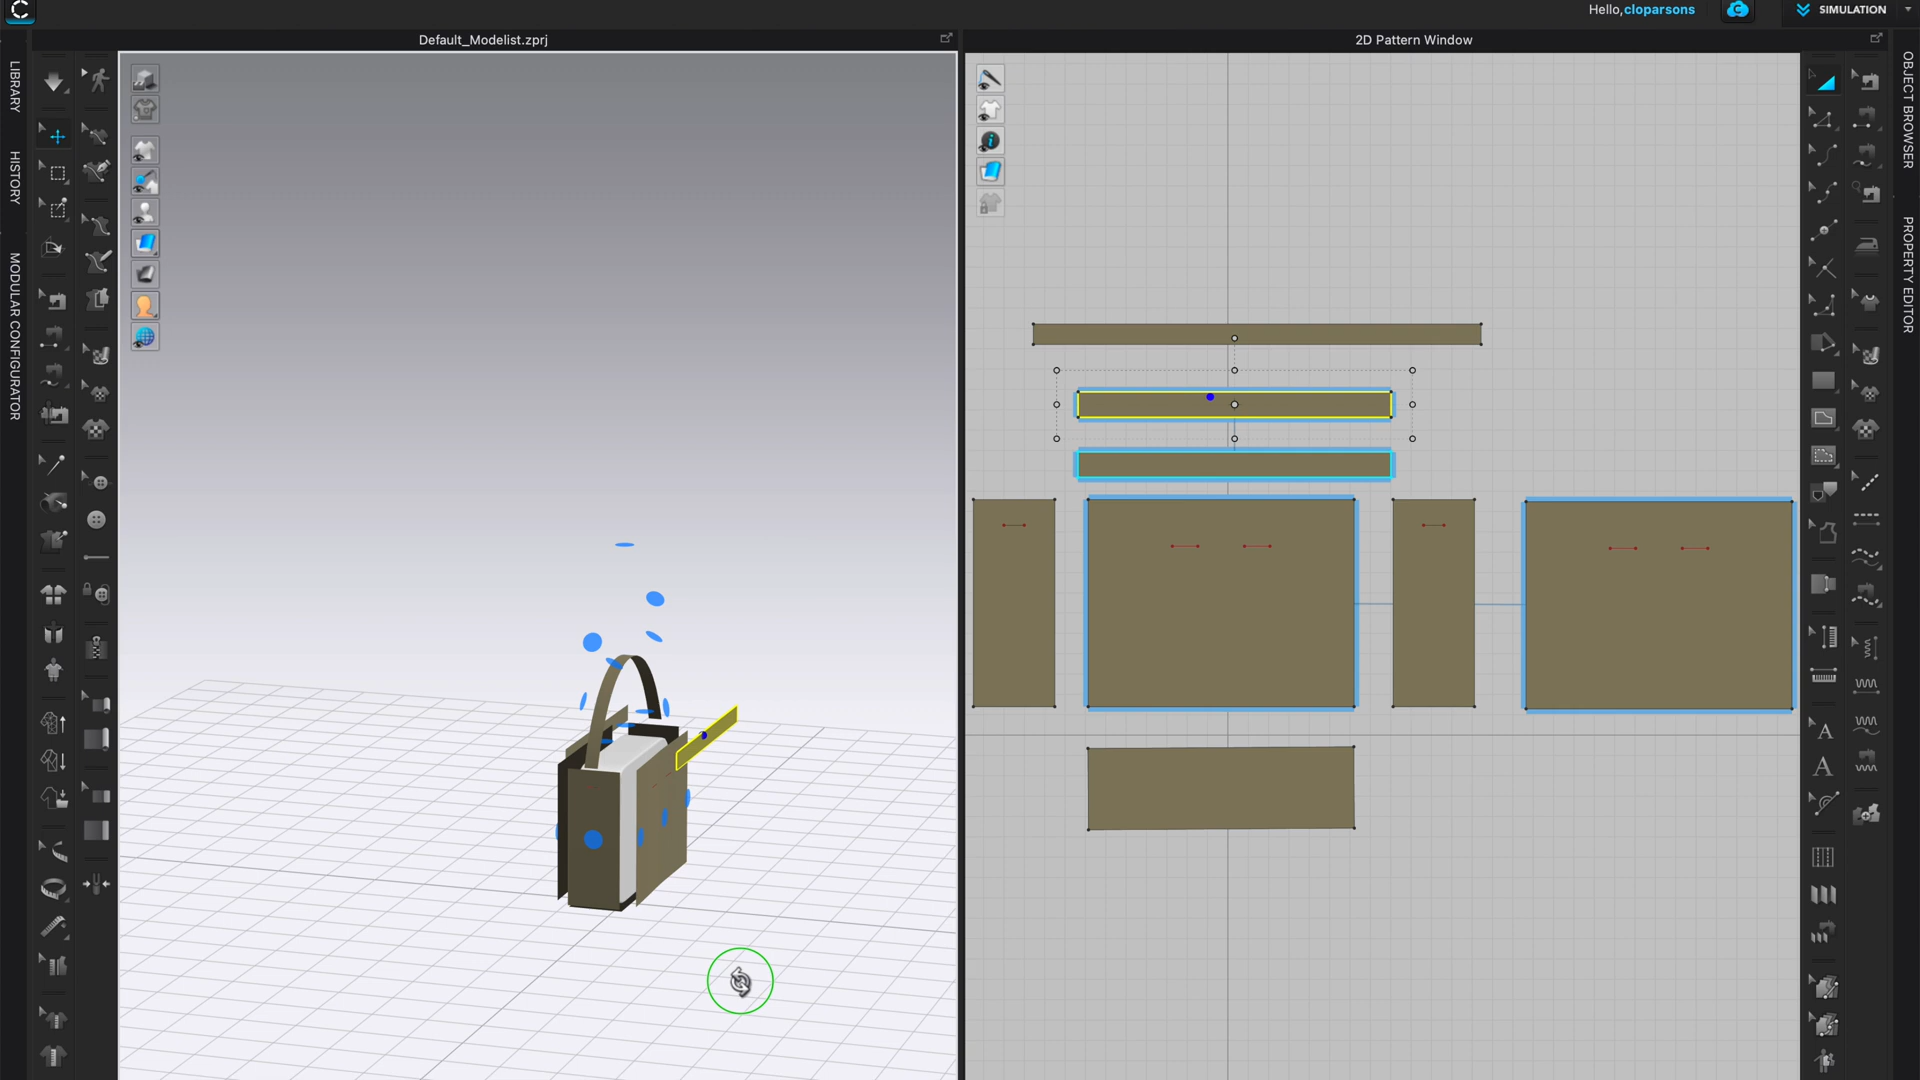 Hello,cloparsons
SIMULATION
Default_Modelist.zprj
2D Pattern Window
LIBRARY
HISTORY
MODULAR CONFIGURATOR
OBJECT BROWSER
PROPERTY EDITOR